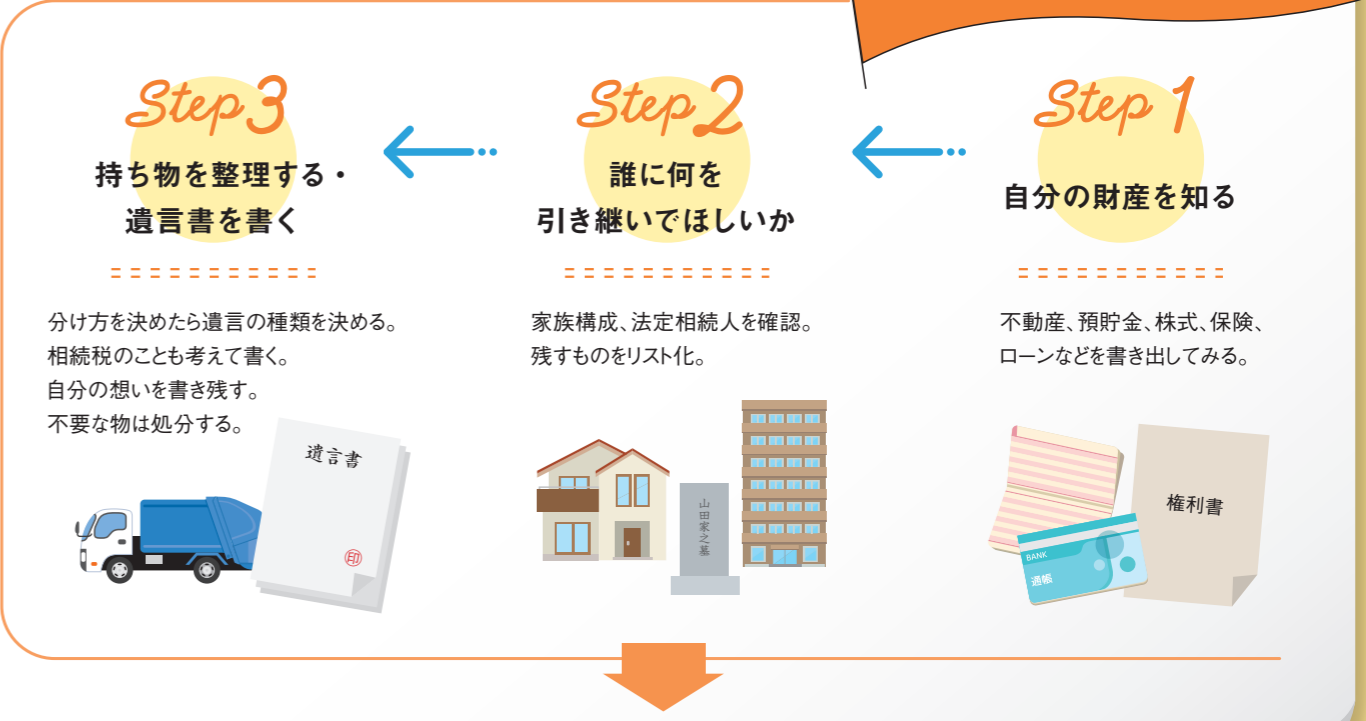 Step 1
自分の財産を知る
不動産、預貯金、株式、保険、
ローンなどを書き出してみる。
権利書
BANK
通帳
Step 2
誰に何を
引き継いでほしいか
家族構成、法定相続人を確認。
残すものをリスト化。
山田家之墓
Step 3
持ち物を整理する・
遺言書を書く
分け方を決めたら遺言の種類を決める。
相続税のことも考えて書く。
自分の想いを書き残す。
不要な物は処分する。
遺言書
印